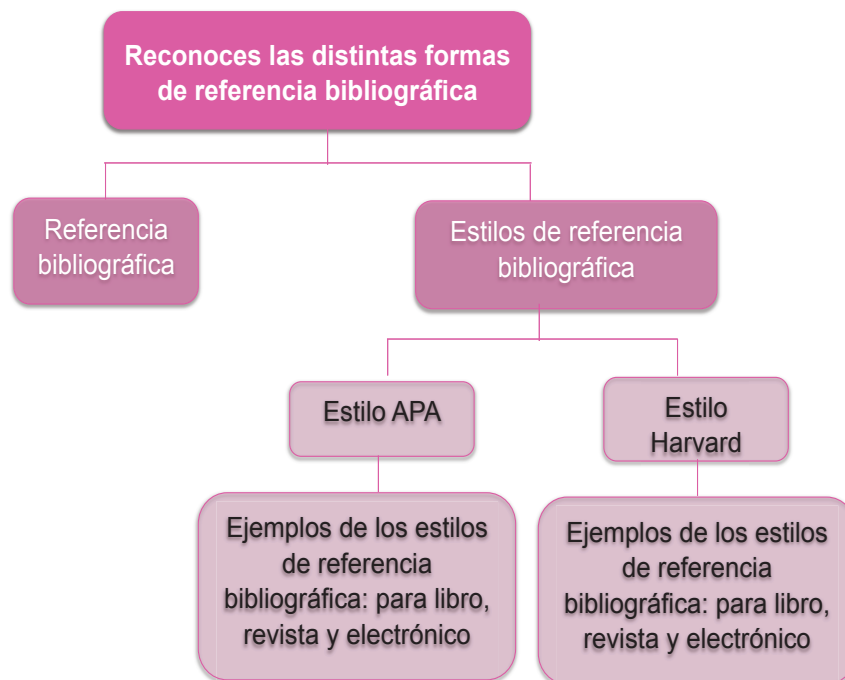 Reconoces las distintas formas
de referencia bibliográfica
Referencia
bibliográfica
Estilos de referencia
bibliográfica
Estilo APA
Estilo
Harvard
Ejemplos de los estilos
de referencia
bibliográfica: para libro,
revista y electrónico
Ejemplos de los estilos
de referencia
bibliográfica: para libro,
revista y electrónico